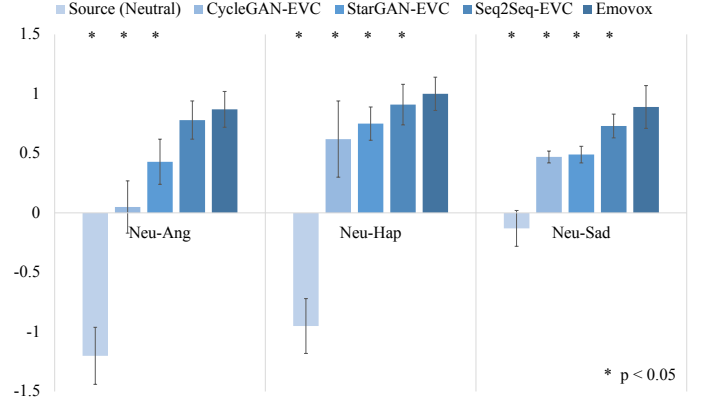 Source (Neutral) CycleGAN-EVC StarGAN-EVC Seq2Seq-EVC Emovox
1.5
* * * * * * * * * * *
1
0.5
0
Neu-Ang Neu-Hap Neu-Sad
-0.5
-1
* p < 0.05
-1.5